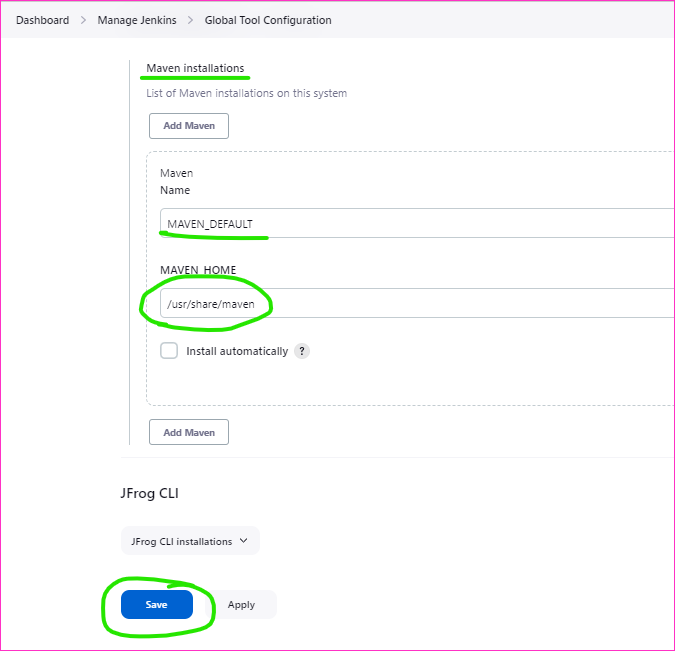 Dashboard > Manage Jenkins > Global Tool Configuration
Maven installations
List of Maven installations on this system
Add Maven
Maven
Name
MAVEN_DEFAULT
MAVEN_HOME
/usr/share/maven
Install automatically ?
Add Maven
JFrog CLI
JFrog CLI installations
Save Apply